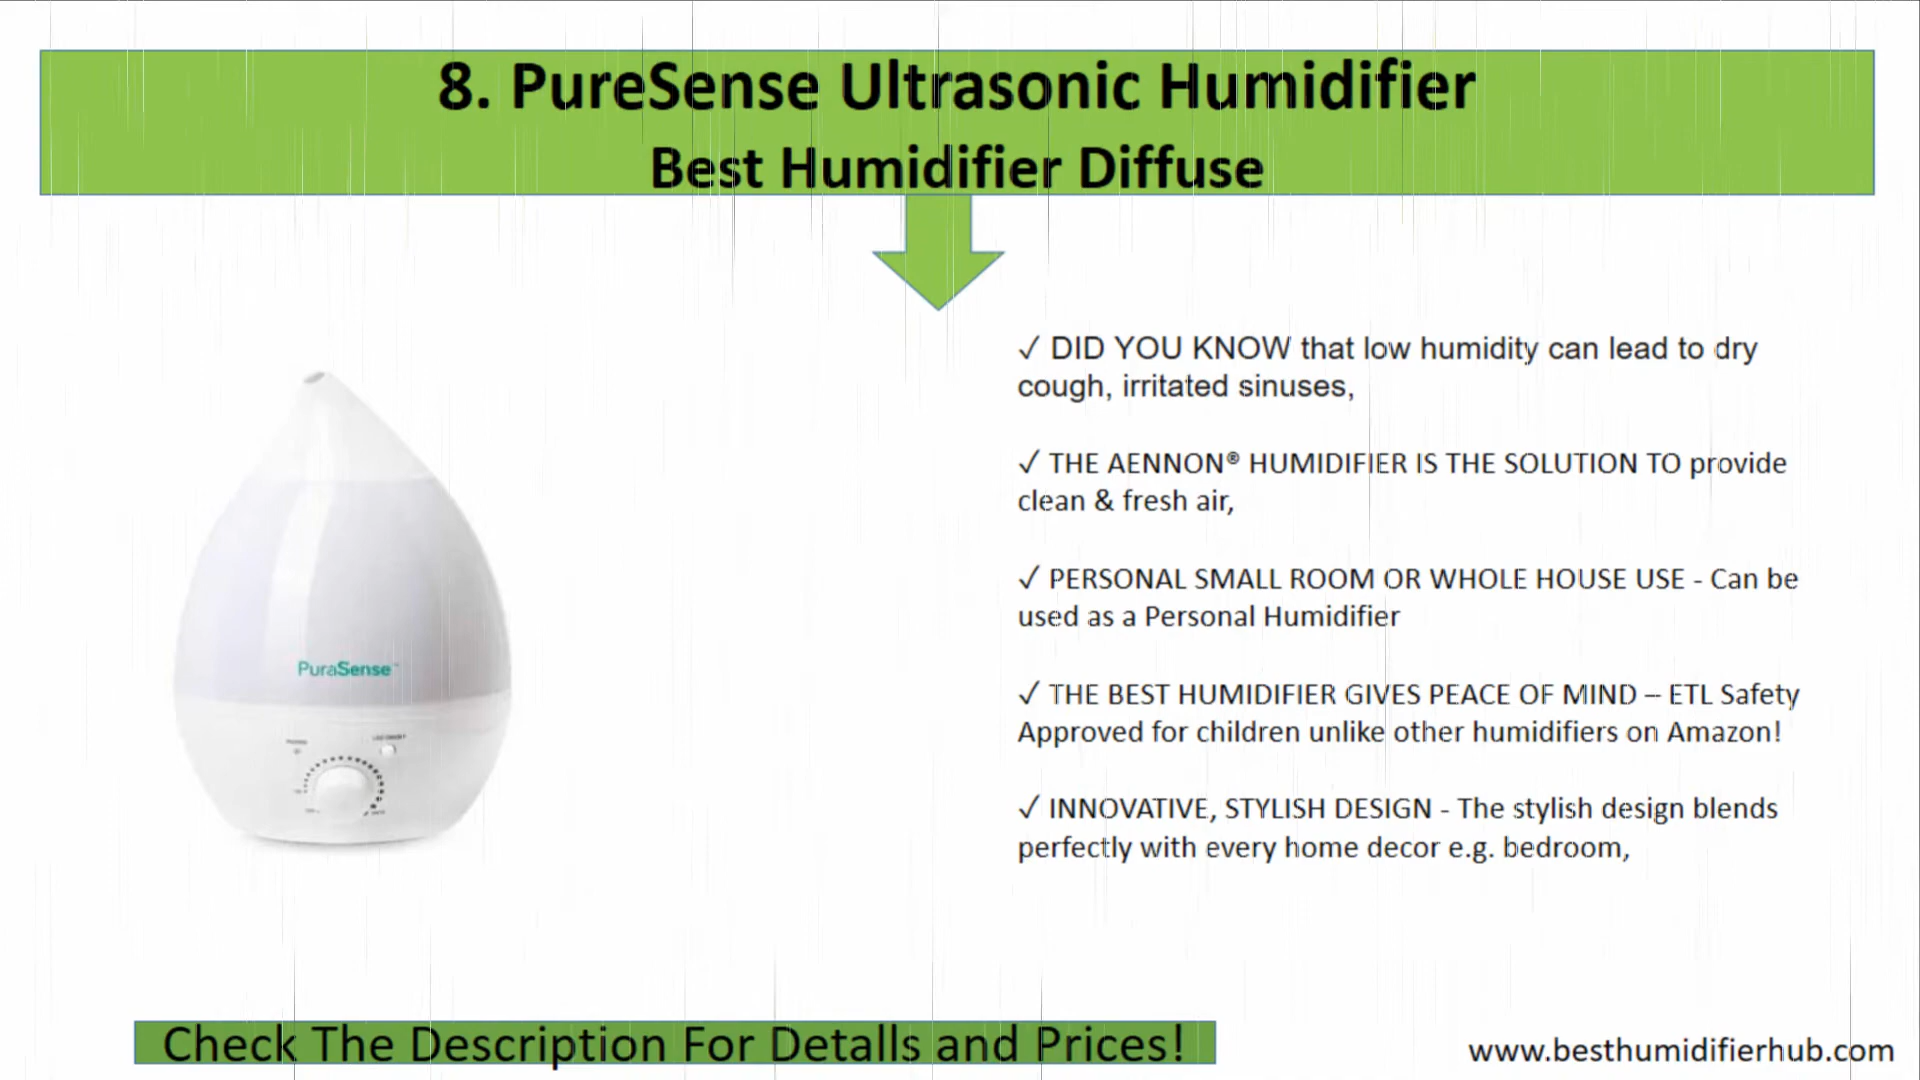 8. PureSense Ultrasonic Humidifier
Best Humidifier Diffuse
✓ DID YOU KNOW that low humidity can lead to dry
cough, irritated sinuses,
✓ THE AENNON® HUMIDIFIER IS THE SOLUTION TO provide
clean & fresh air,
✓ PERSONAL SMALL ROOM OR WHOLE HOUSE USE - Can be
used as a Personal Humidifier
✓ THE BEST HUMIDIFIER GIVES PEACE OF MIND – ETL Safety
Approved for children unlike other humidifiers on Amazon!
✓ INNOVATIVE, STYLISH DESIGN - The stylish design blends
perfectly with every home decor e.g. bedroom,
PuraSense™
Check The Description For Detalls and Prices!
www.besthumidifierhub.com